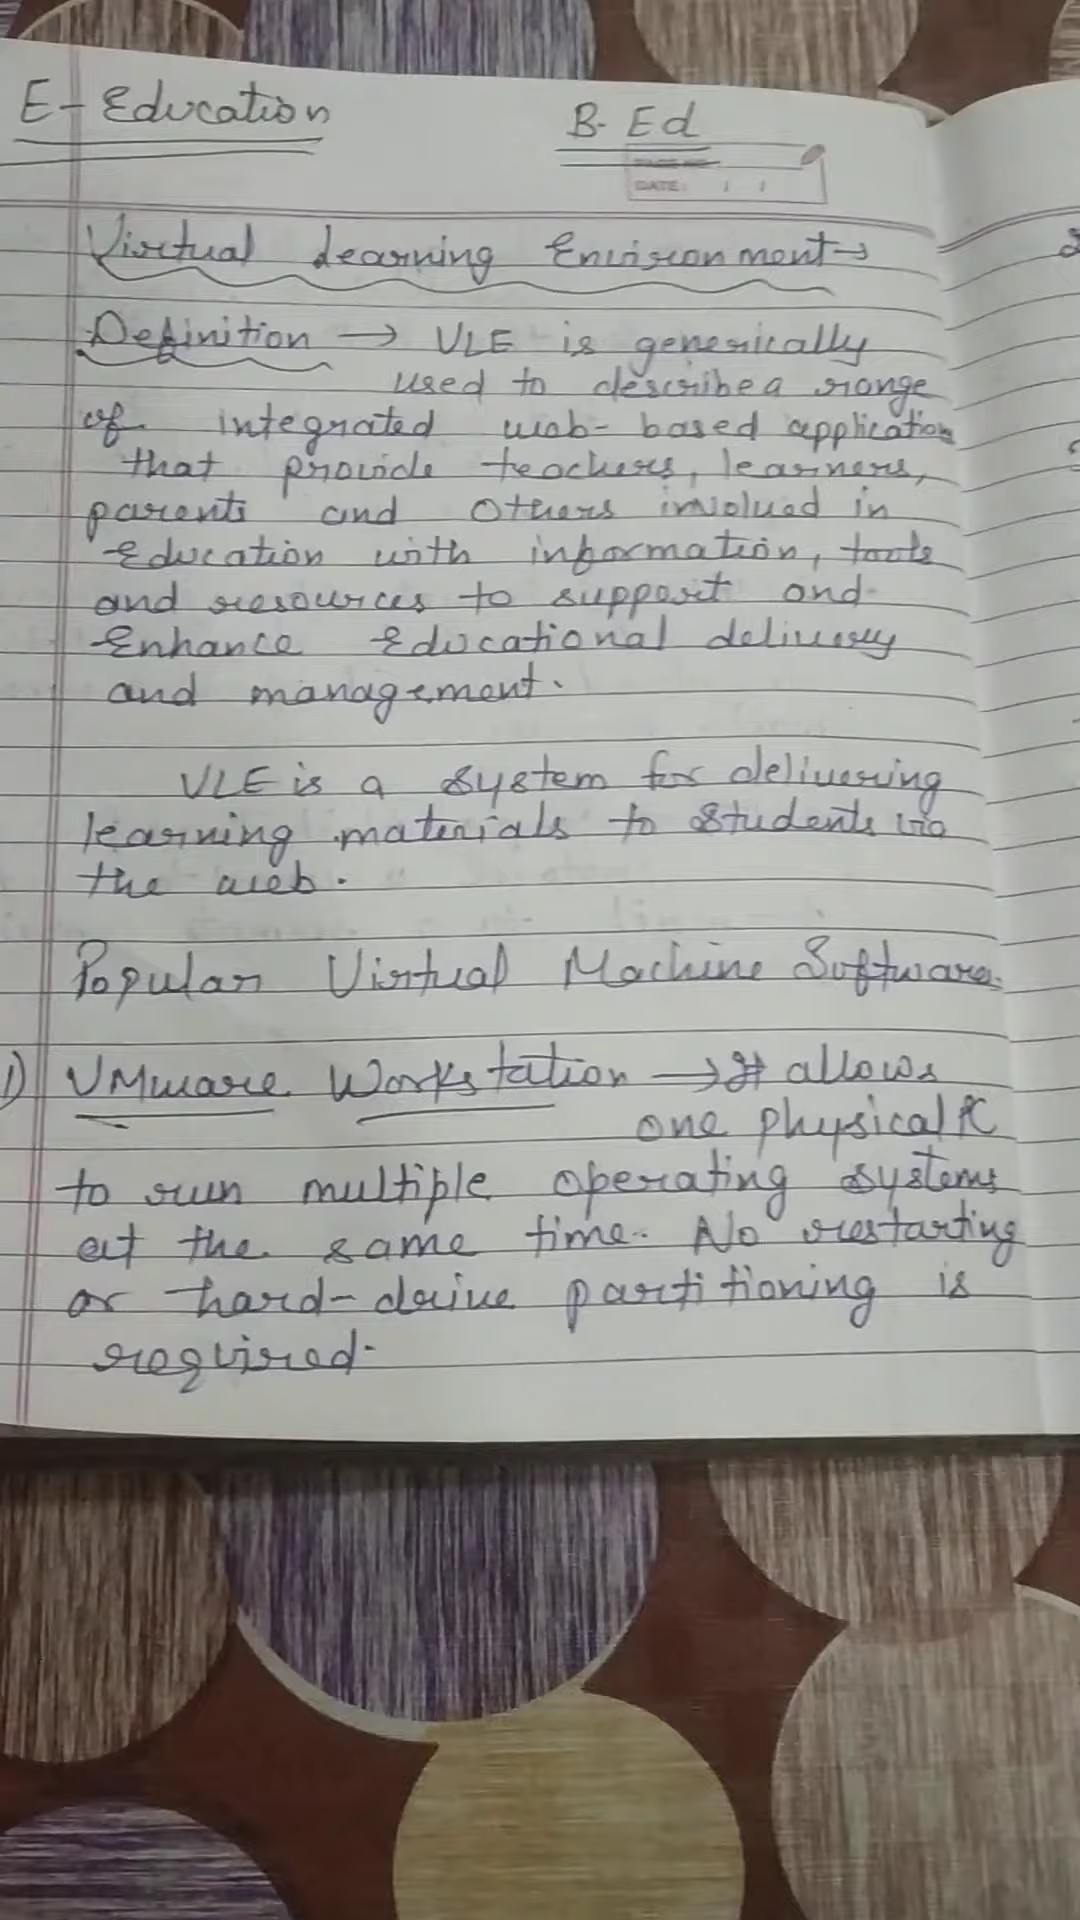 E-Education
B.Ed
PAGE NO.
DATE: / /
Virtual Learning Environment→
Definition → VLE is generically
used to describe a range
of integrated web-based application
that provide teachers, learners,
parents and others involved in
Education with information, tools
and resources to support and
Enhance Educational delivery
and management.
VLE is a system for delivering
learning materials to students via
the web.
Popular Virtual Machine Software.
1) VMware Workstation → It allows
one physical PC
to run multiple operating systems
at the same time. No restarting
or hard-drive partitioning is
required.